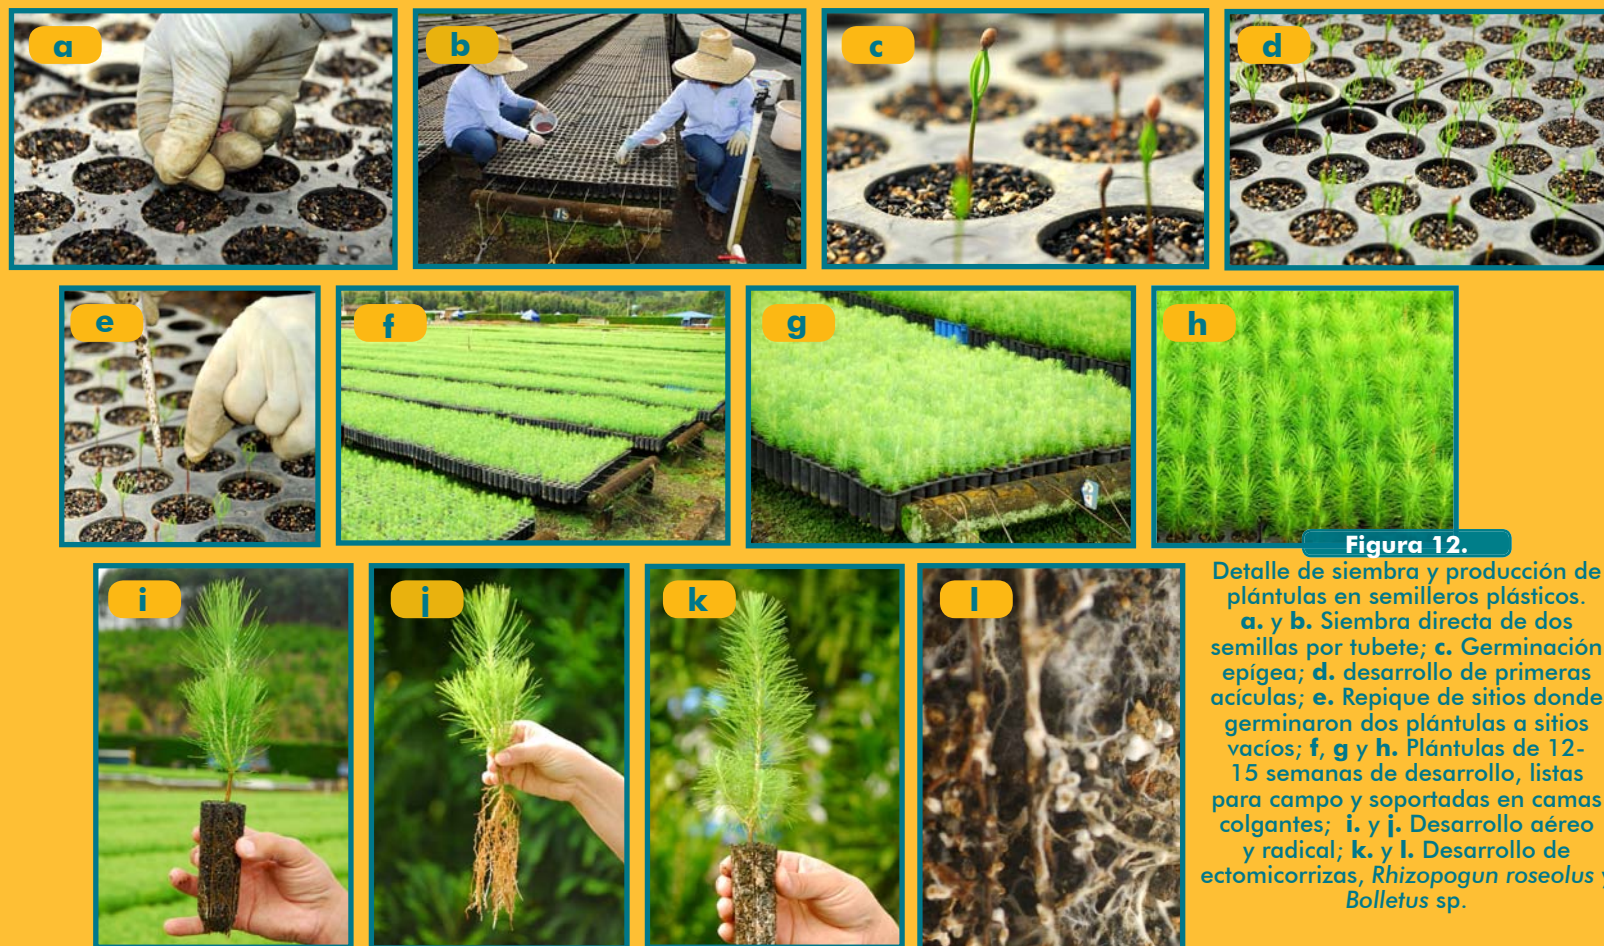 a
b
c
d
e
f
g
h
i
j
k
l
Figura 12.
Detalle de siembra y producción de
plántulas en semilleros plásticos.
a. y b. Siembra directa de dos
semillas por tubete; c. Germinación
epígea; d. desarrollo de primeras
acículas; e. Repique de sitios donde
germinaron dos plántulas a sitios
vacíos; f, g y h. Plántulas de 12-
15 semanas de desarrollo, listas
para campo y soportadas en camas
colgantes; i. y j. Desarrollo aéreo
y radical; k. y l. Desarrollo de
ectomicorrizas, Rhizopogun roseolus y
Bolletus sp.